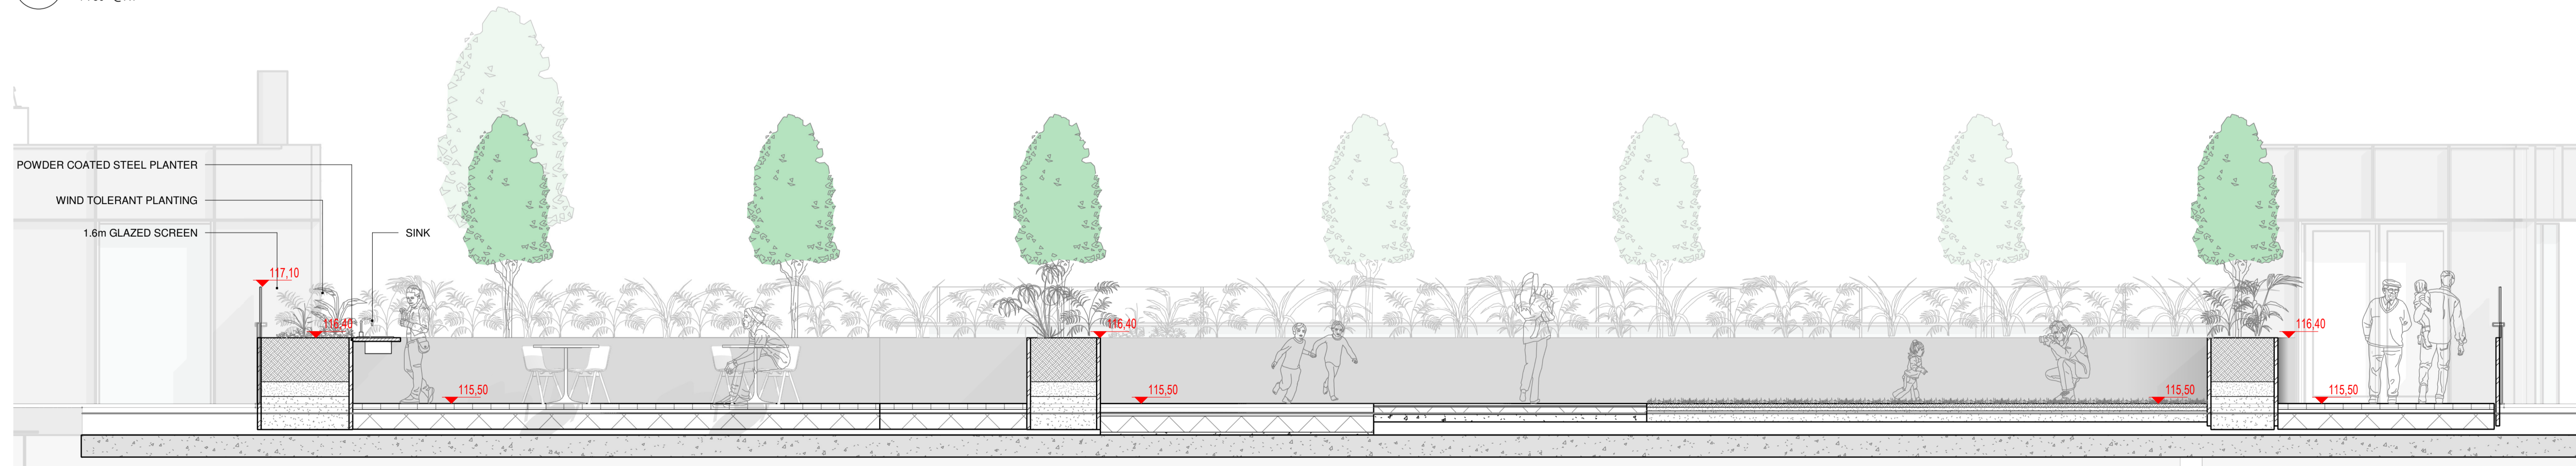 POWDER COATED STEEL PLANTER
WIND TOLERANT PLANTING
1.6m GLAZED SCREEN
SINK
117,10
116,40
116,40
116,40
115,50
115,50
115,50
115,50